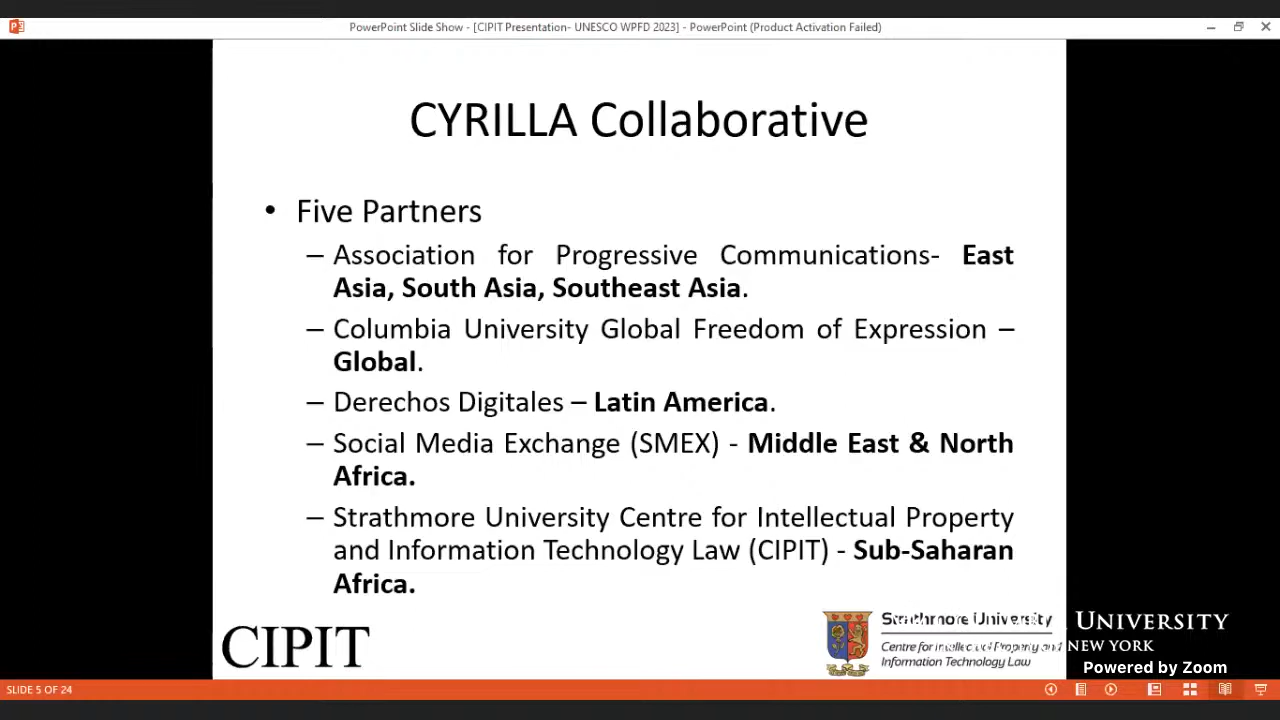 PowerPoint Slide Show - [CIPIT Presentation- UNESCO WPFD 2023] - PowerPoint (Product Activation Failed)
CYRILLA Collaborative
• Five Partners
– Association for Progressive Communications- East
Asia, South Asia, Southeast Asia.
– Columbia University Global Freedom of Expression –
Global.
– Derechos Digitales – Latin America.
– Social Media Exchange (SMEX) - Middle East & North
Africa.
– Strathmore University Centre for Intellectual Property
and Information Technology Law (CIPIT) - Sub-Saharan
Africa.
CIPIT
Strathmore University
Centre for Intellectual Property and
Information Technology Law
UNIVERSITY
NEW YORK
Powered by Zoom
SLIDE 5 OF 24